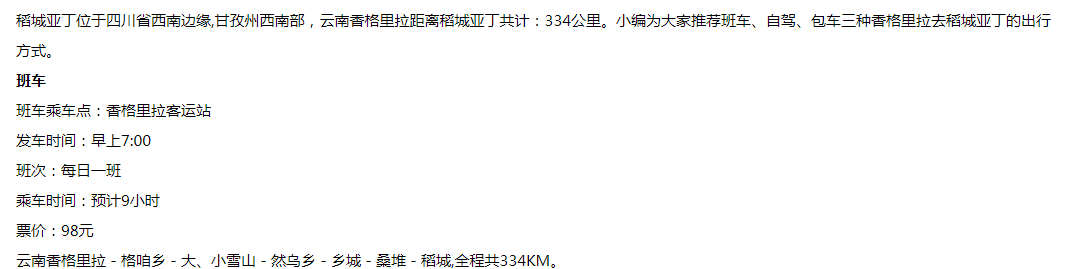 稻城亚丁位于四川省西南边缘,甘孜州西南部，云南香格里拉距离稻城亚丁共计：334公里。小编为大家推荐班车、自驾、包车三种香格里拉去稻城亚丁的出行
方式。
班车
班车乘车点：香格里拉客运站
发车时间：早上7:00
班次：每日一班
乘车时间：预计9小时
票价：98元
云南香格里拉 - 格咱乡 - 大、小雪山 - 然乌乡 - 乡城 - 桑堆 - 稻城,全程共334KM。